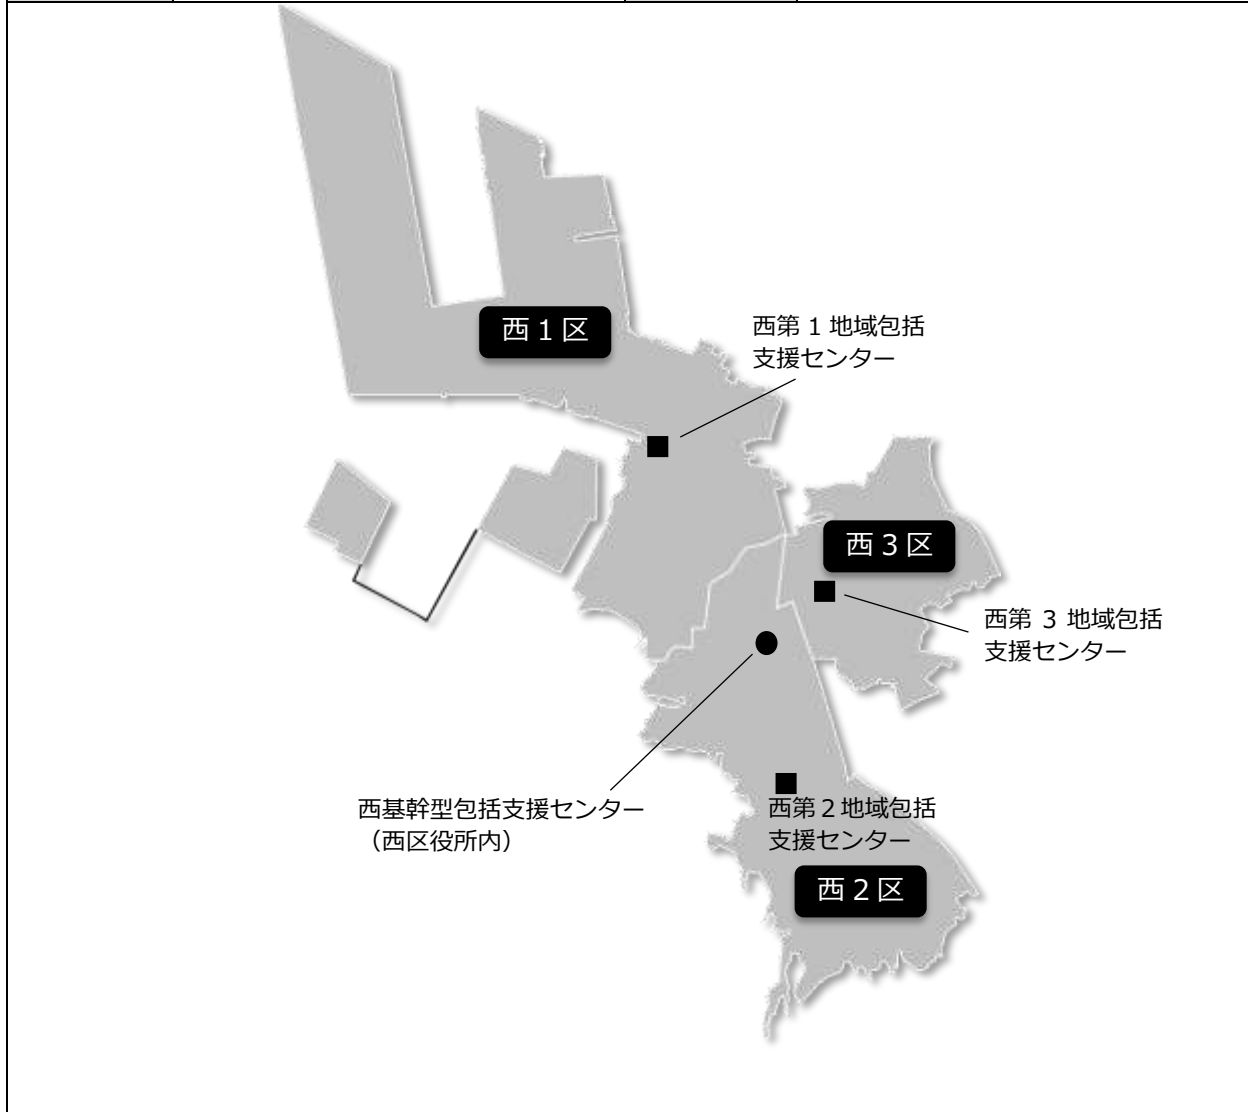 西１区
西第 1 地域包括
支援センター
西３区
西第 3 地域包括
支援センター
西基幹型包括支援センター
（西区役所内）
西第２地域包括
支援センター
西２区